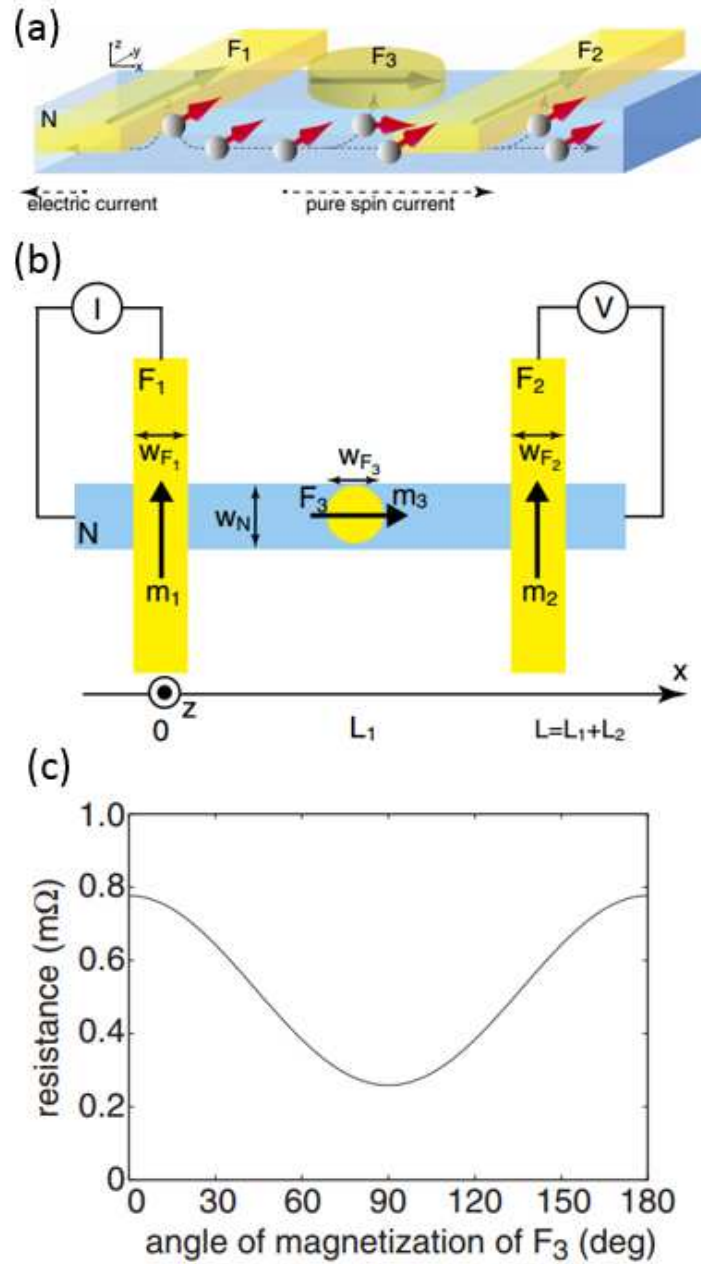 (a)
z
y
x
F1
F3
F2
N
electric current
pure spin current
(b)
I
V
F1
F2
wF1
wF3
wF2
F3
m3
wN
N
m1
m2
x
z
0
L1
L=L1+L2
(c)
1.0
0.8
0.6
0.4
0.2
0
resistance (mΩ)
0 30 60 90 120 150 180
angle of magnetization of F3 (deg)